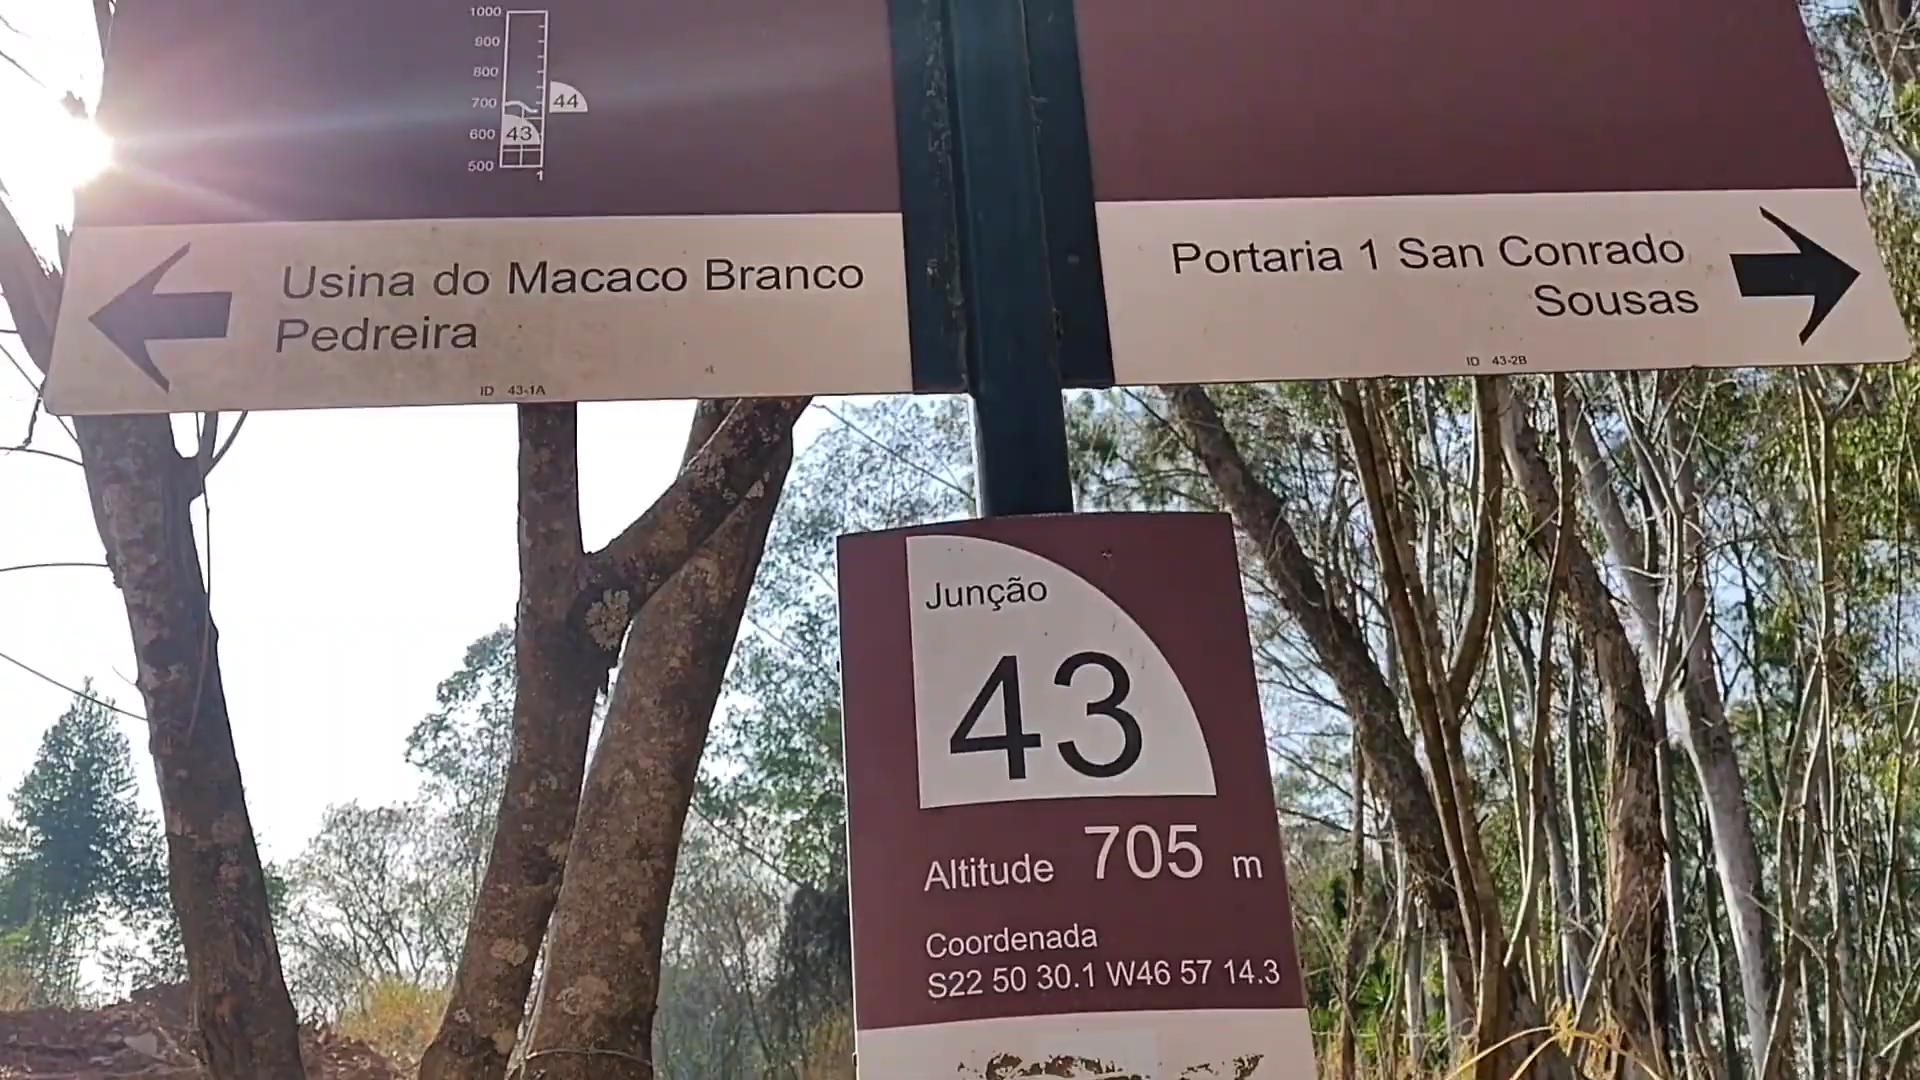 1000
900
800
700
44
600
43
500
1
Usina do Macaco Branco
Pedreira
ID 43-1A
Portaria 1 San Conrado
Sousas
ID 43-2B
Junção
43
Altitude 705 m
Coordenada
S22 50 30.1 W46 57 14.3